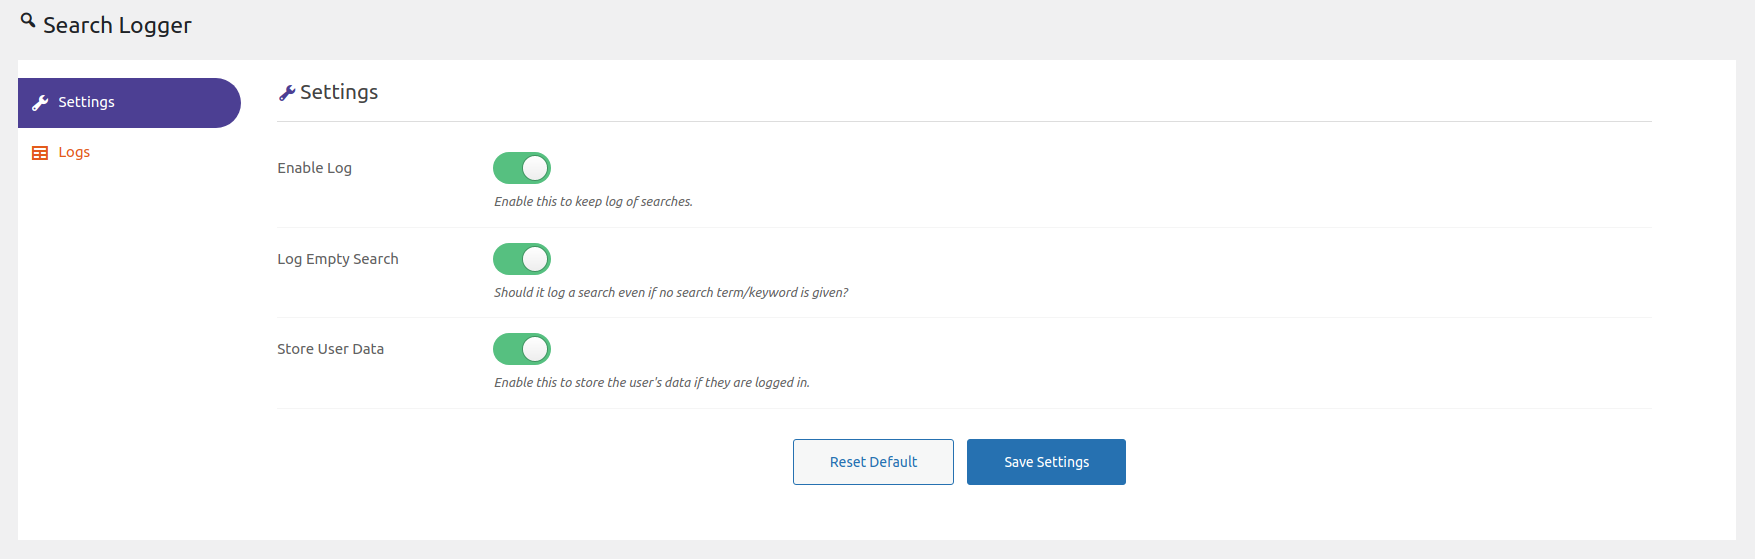 Search Logger
Settings
Logs
Settings
Enable Log
Enable this to keep log of searches.
Log Empty Search
Should it log a search even if no search term/keyword is given?
Store User Data
Enable this to store the user's data if they are logged in.
Reset Default
Save Settings